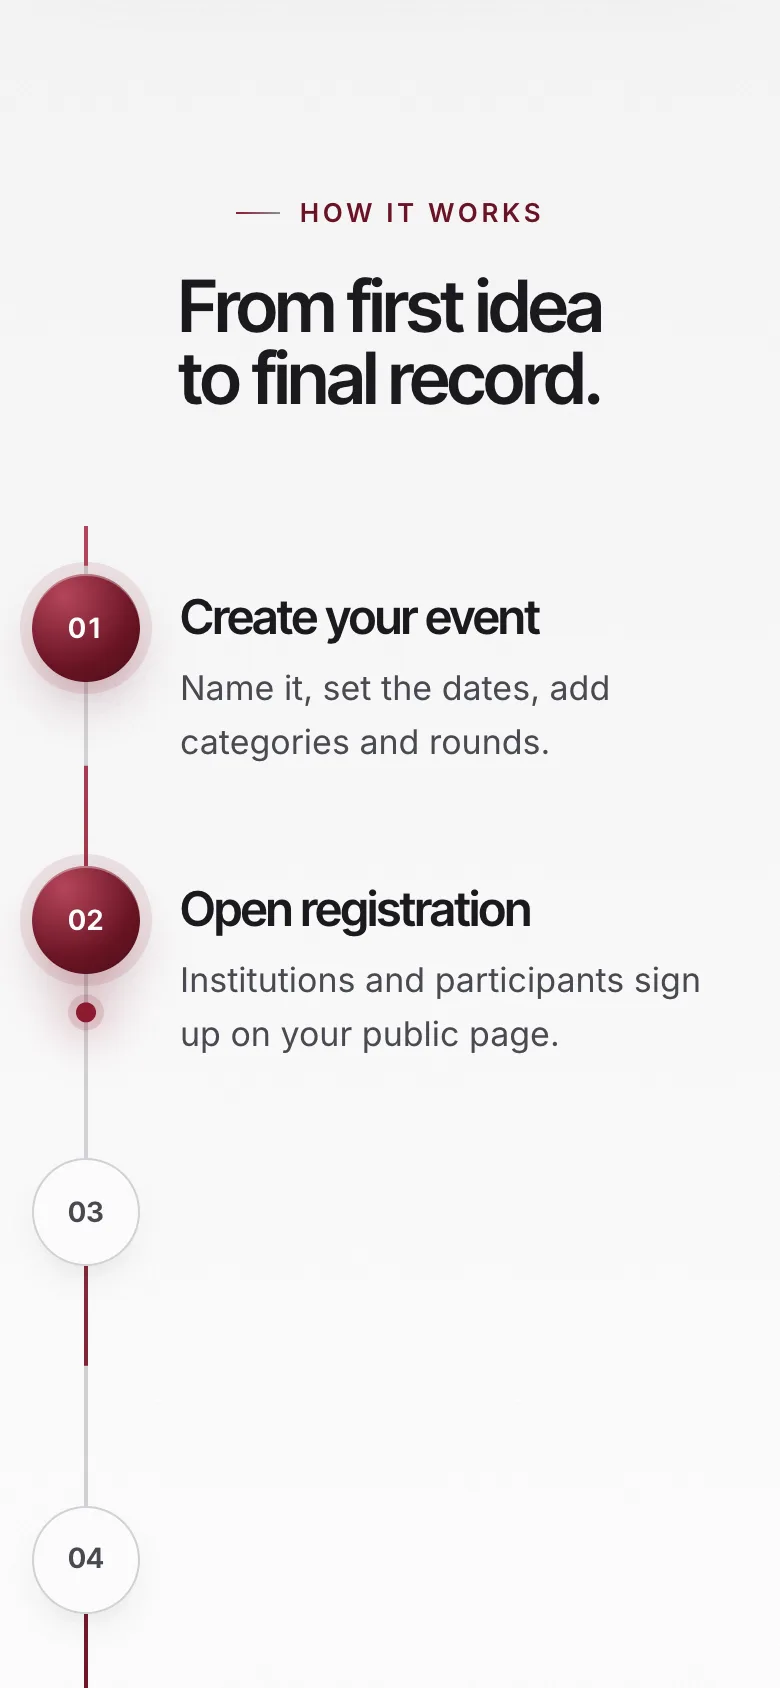 HOW IT WORKS
From first idea
to final record.
01
Create your event
Name it, set the dates, add
categories and rounds.
02
Open registration
Institutions and participants sign
up on your public page.
03
04